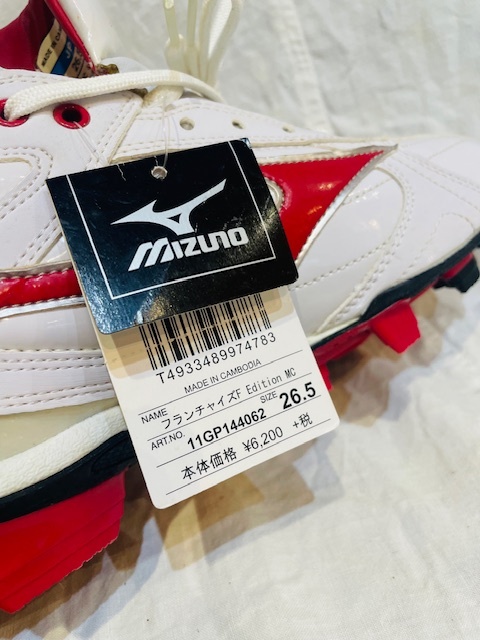 MIZUNO
T4933489974783
MADE IN CAMBODIA
NAME フランチャイズF Edition MC
ART.NO. 11GP144062 SIZE 26.5
本体価格 ¥6,200 +税